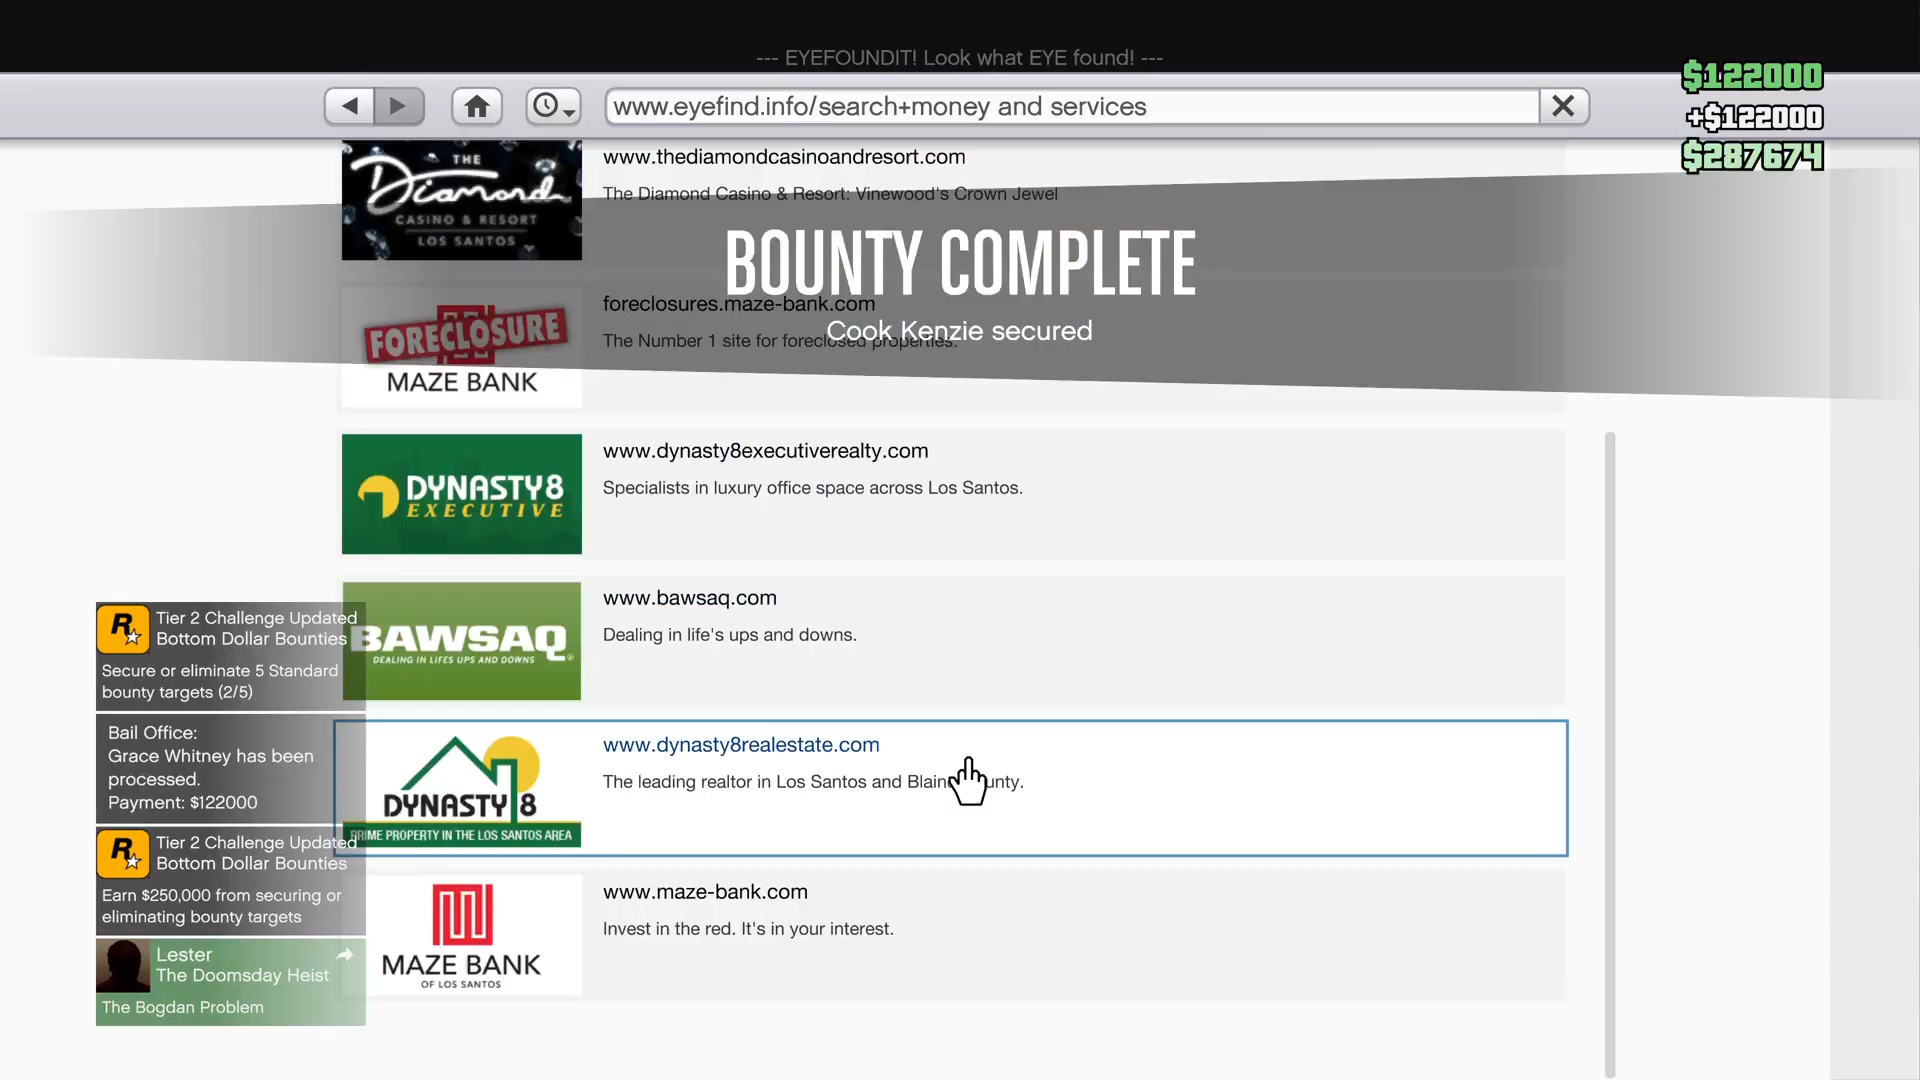 --- EYEFOUNDIT! Look what EYE found! ---
www.eyefind.info/search+money and services
$122000
+$122000
$287674
THE
Diamond
CASINO & RESORT
LOS SANTOS
www.thediamondcasinoandresort.com
The Diamond Casino & Resort: Vinewood's Crown Jewel
BOUNTY COMPLETE
Cook Kenzie secured
FORECLOSURE
MAZE BANK
foreclosures.maze-bank.com
The Number 1 site for foreclosed properties.
DYNASTY8
EXECUTIVE
www.dynasty8executiverealty.com
Specialists in luxury office space across Los Santos.
BAWSAQ
DEALING IN LIFES UPS AND DOWNS
www.bawsaq.com
Dealing in life's ups and downs.
DYNASTY 8
PRIME PROPERTY IN THE LOS SANTOS AREA
www.dynasty8realestate.com
The leading realtor in Los Santos and Blaine County.
MAZE BANK
OF LOS SANTOS
www.maze-bank.com
Invest in the red. It's in your interest.
R
Tier 2 Challenge Updated
Bottom Dollar Bounties
Secure or eliminate 5 Standard
bounty targets (2/5)
Bail Office:
Grace Whitney has been
processed.
Payment: $122000
R
Tier 2 Challenge Updated
Bottom Dollar Bounties
Earn $250,000 from securing or
eliminating bounty targets
Lester
The Doomsday Heist
The Bogdan Problem